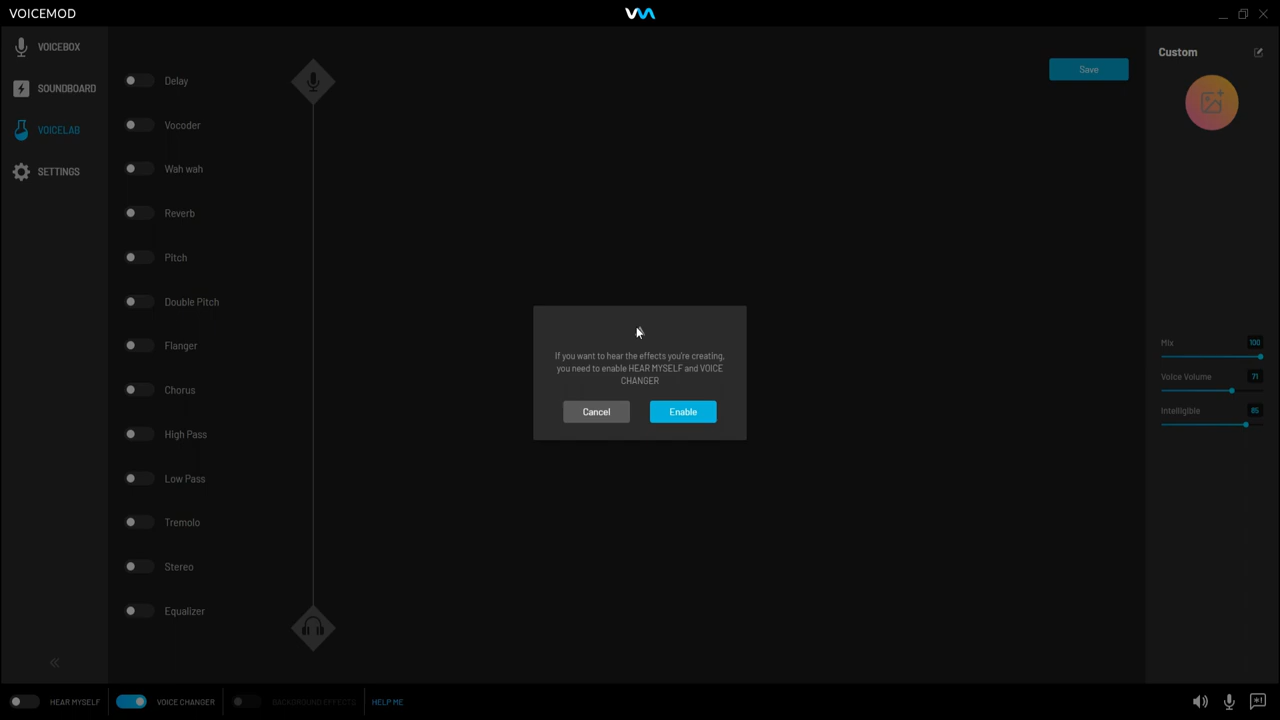 VOICEMOD
VOICEBOX
SOUNDBOARD
VOICELAB
SETTINGS
Delay
Vocoder
Wah wah
Reverb
Pitch
Double Pitch
Flanger
Chorus
High Pass
Low Pass
Tremolo
Stereo
Equalizer
Save
Custom
Mix 100
Voice Volume 71
Intelligible 85
If you want to hear the effects you're creating,
you need to enable HEAR MYSELF and VOICE
CHANGER
Cancel Enable
HEAR MYSELF VOICE CHANGER BACKGROUND EFFECTS HELP ME